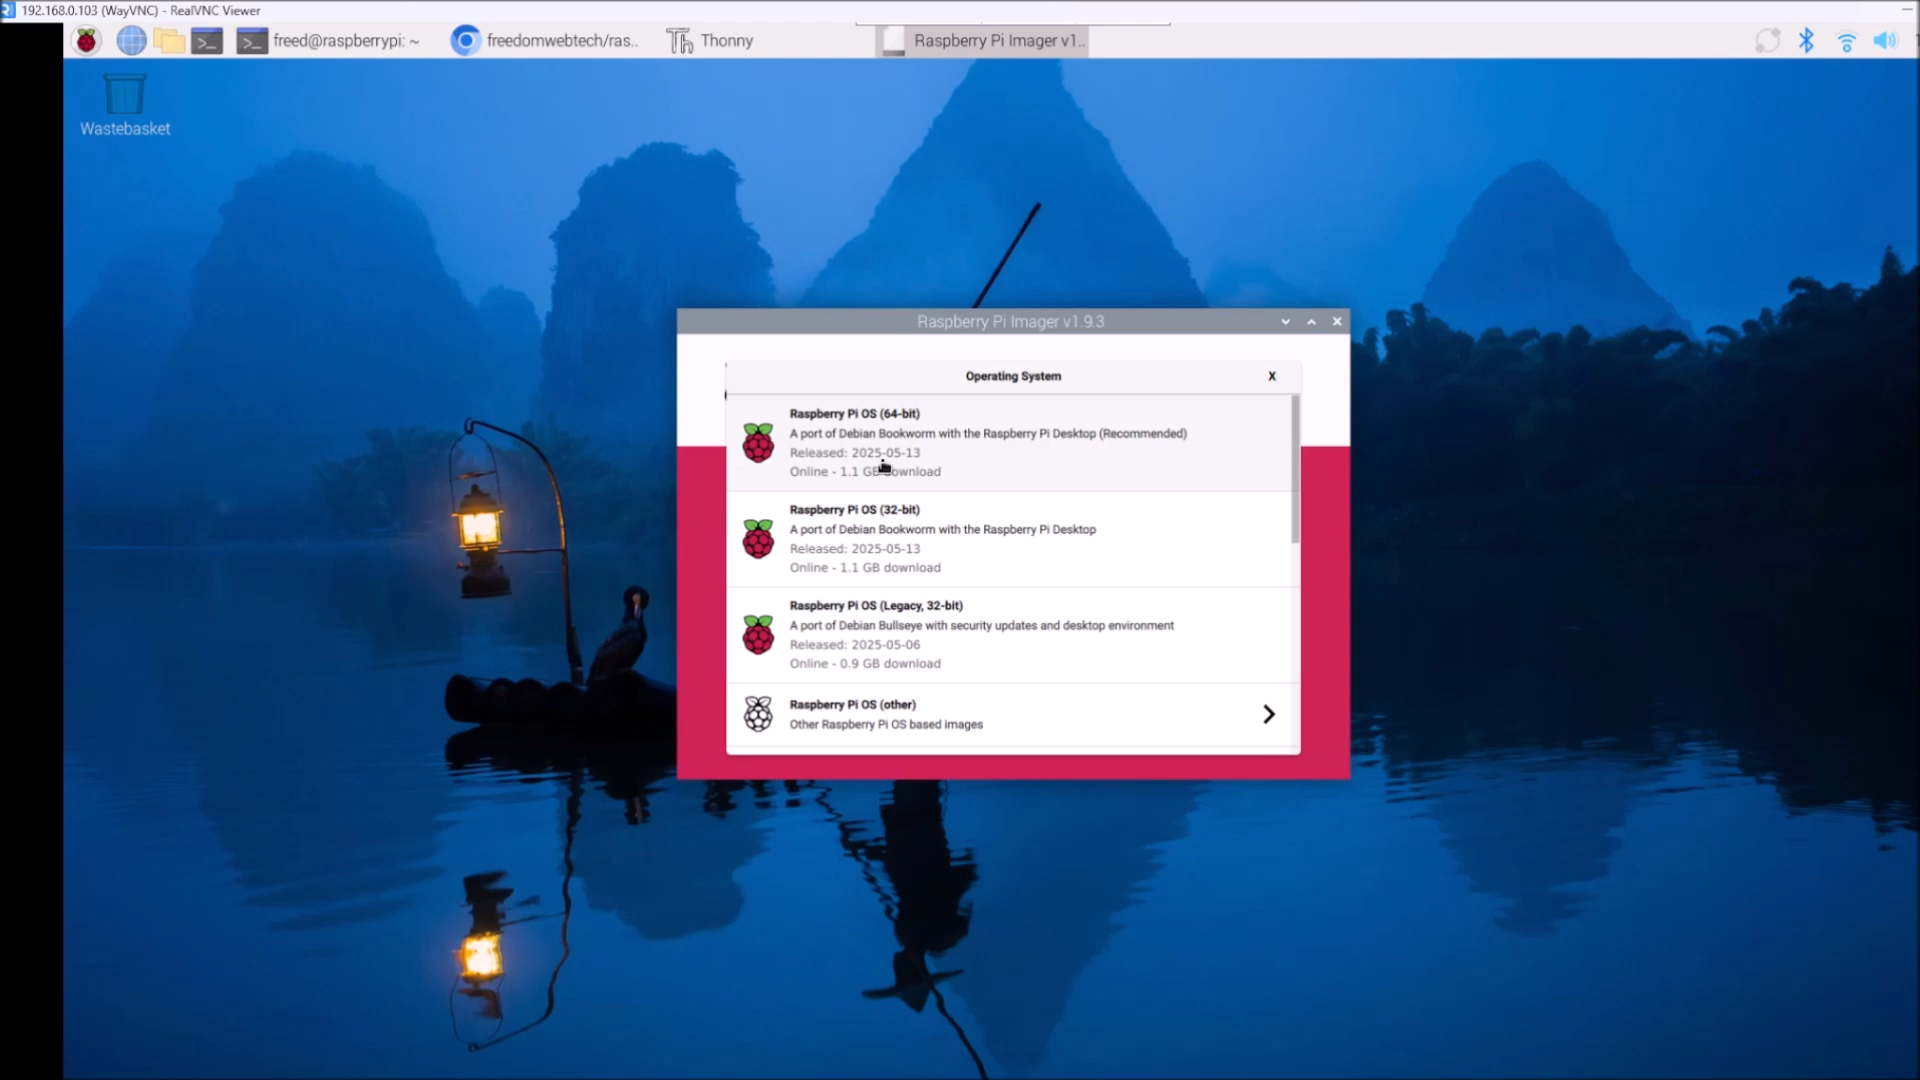 192.168.0.103 (WayVNC) - RealVNC Viewer
freed@raspberrypi: ~
freedomwebtech/ras..
Thonny
Raspberry Pi Imager v1..
Wastebasket
Raspberry Pi Imager v1.9.3
Operating System
X
Raspberry Pi OS (64-bit)
A port of Debian Bookworm with the Raspberry Pi Desktop (Recommended)
Released: 2025-05-13
Online - 1.1 GB download
Raspberry Pi OS (32-bit)
A port of Debian Bookworm with the Raspberry Pi Desktop
Released: 2025-05-13
Online - 1.1 GB download
Raspberry Pi OS (Legacy, 32-bit)
A port of Debian Bullseye with security updates and desktop environment
Released: 2025-05-06
Online - 0.9 GB download
Raspberry Pi OS (other)
Other Raspberry Pi OS based images